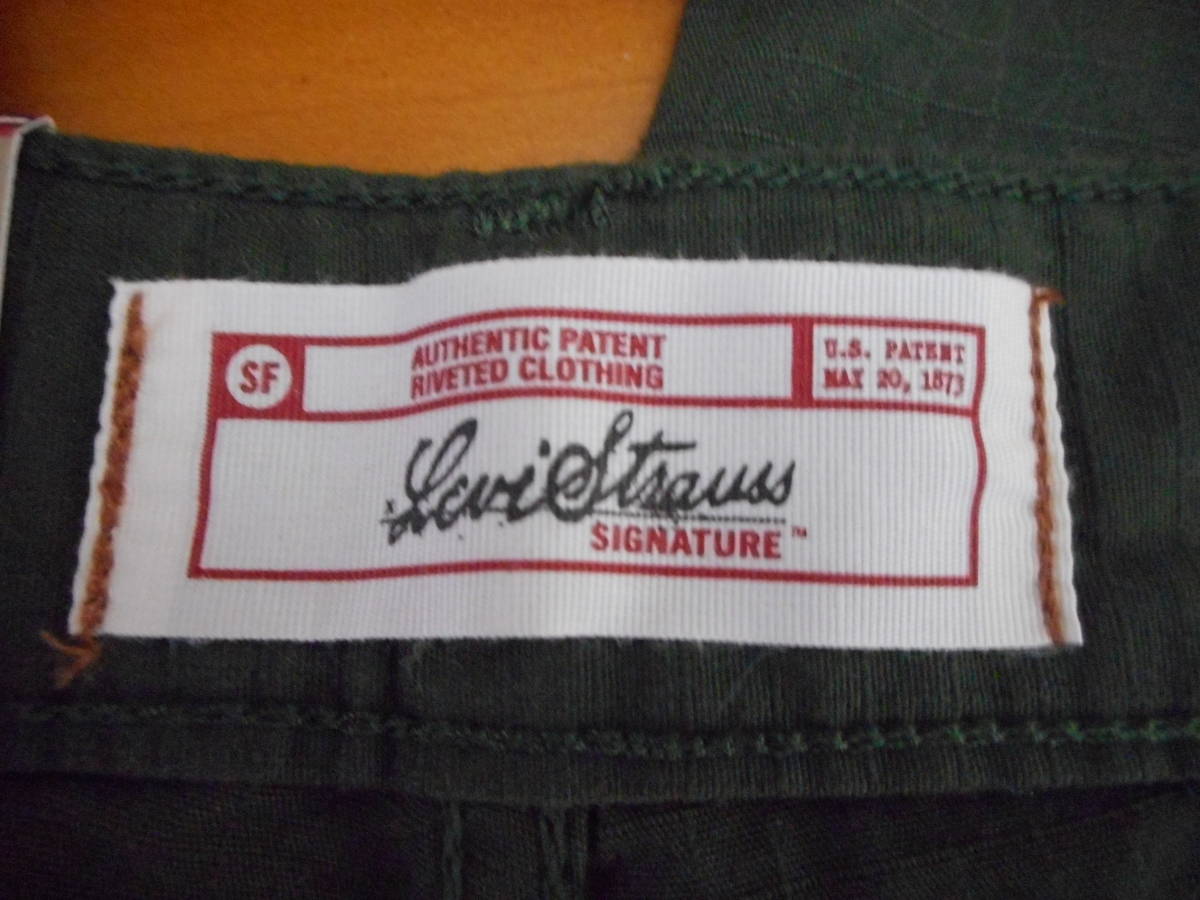 SF
AUTHENTIC PATENT
RIVETED CLOTHING
U.S. PATENT
MAY 20, 1873
Levi Strauss
SIGNATURE™